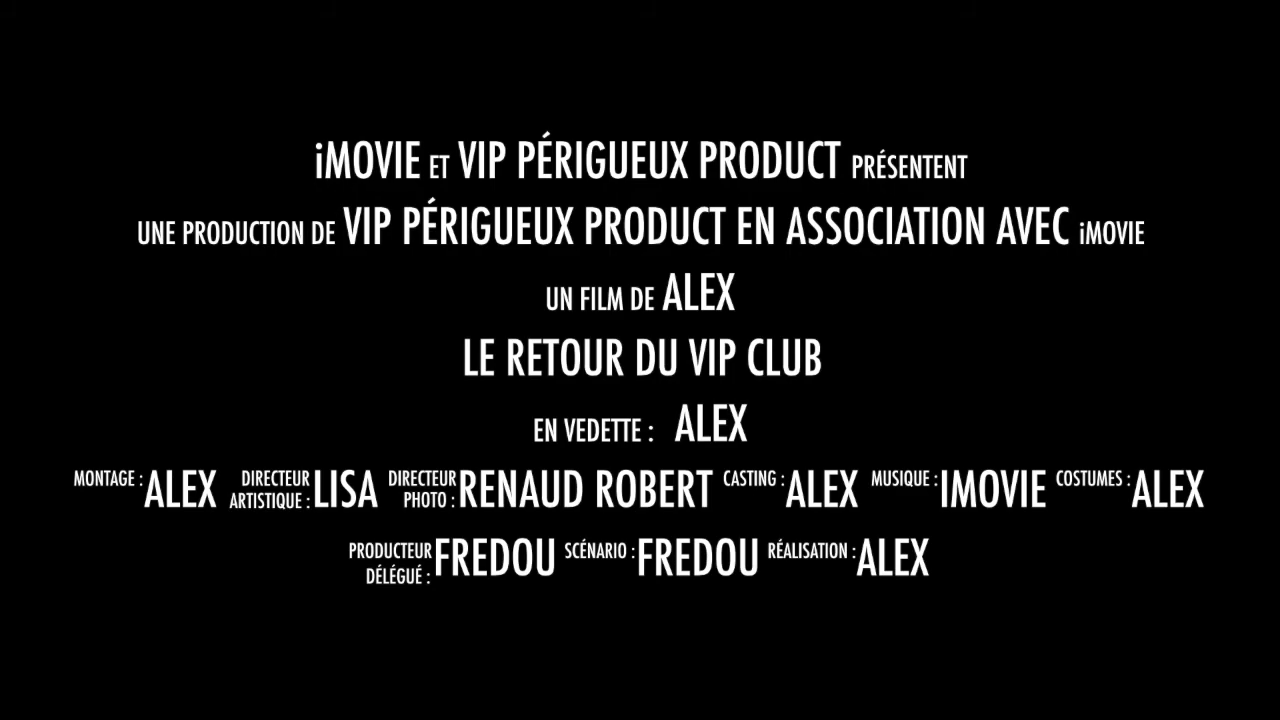 iMOVIE ET VIP PÉRIGUEUX PRODUCT PRÉSENTENT
UNE PRODUCTION DE VIP PÉRIGUEUX PRODUCT EN ASSOCIATION AVEC iMOVIE
UN FILM DE ALEX
LE RETOUR DU VIP CLUB
EN VEDETTE : ALEX
MONTAGE : ALEX DIRECTEUR ARTISTIQUE : LISA DIRECTEUR PHOTO : RENAUD ROBERT CASTING : ALEX MUSIQUE : IMOVIE COSTUMES : ALEX
PRODUCTEUR DÉLÉGUÉ : FREDOU SCÉNARIO : FREDOU RÉALISATION : ALEX